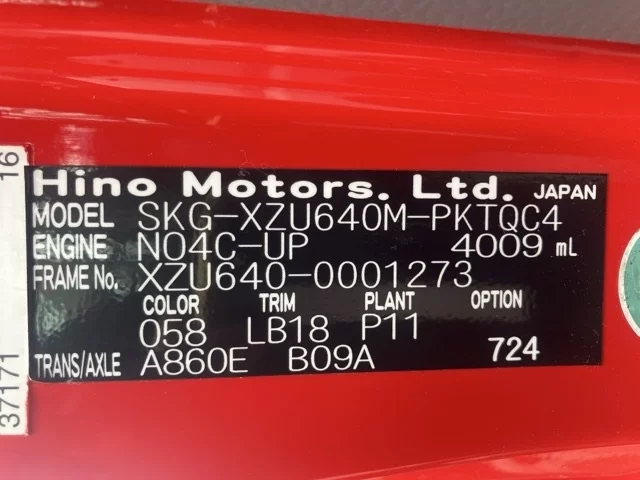 Hino Motors. Ltd. JAPAN
MODEL SKG-XZU640M-PKTQC4
ENGINE N04C-UP 4009 mL
FRAME No. XZU640-0001273
COLOR TRIM PLANT OPTION
058 LB18 P11
TRANS/AXLE A860E B09A 724
37171 16